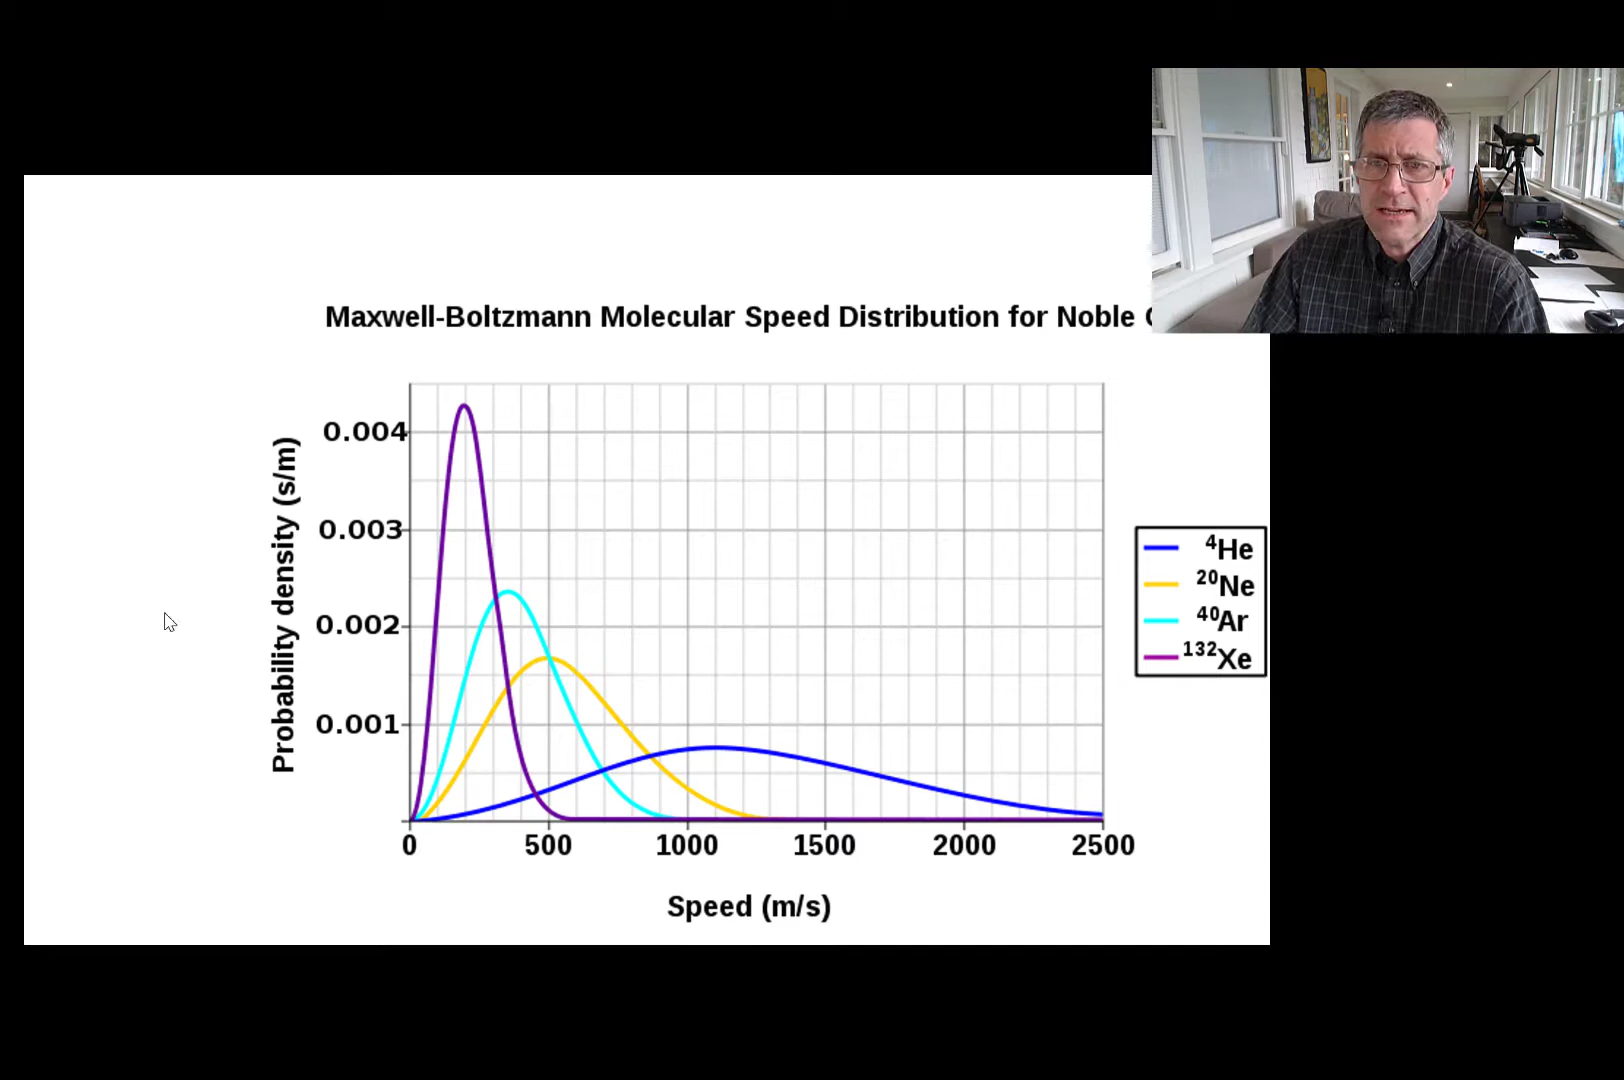 Maxwell-Boltzmann Molecular Speed Distribution for Noble
Probability density (s/m)
0.004
0.003
0.002
0.001
0
500
1000
1500
2000
2500
Speed (m/s)
⁴He
²⁰Ne
⁴⁰Ar
¹³²Xe